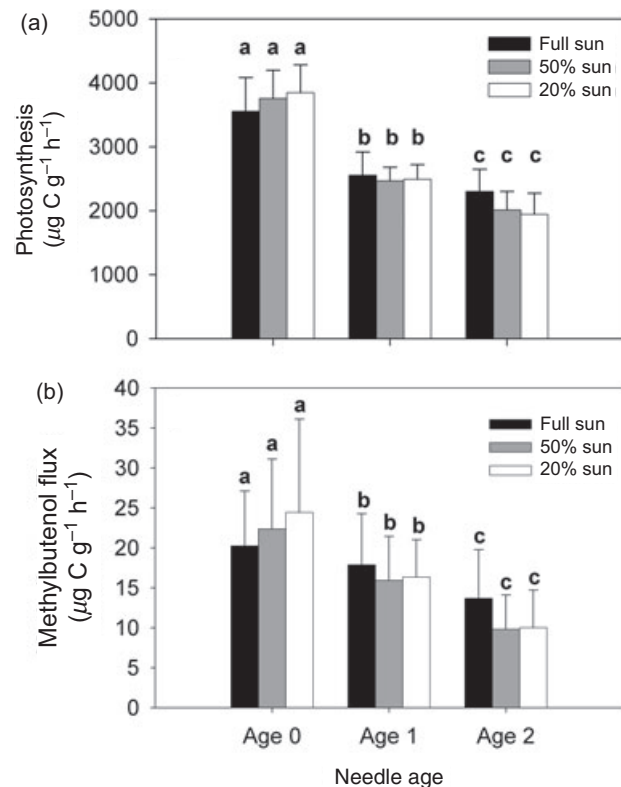 (a)
Photosynthesis
(μg C g⁻¹ h⁻¹)
5000
4000
3000
2000
1000
0
a a a
b b b
c c c
Full sun
50% sun
20% sun
(b)
Methylbutenol flux
(μg C g⁻¹ h⁻¹)
40
35
30
25
20
15
10
5
0
a a a
b b b
c c c
Full sun
50% sun
20% sun
Age 0 Age 1 Age 2
Needle age